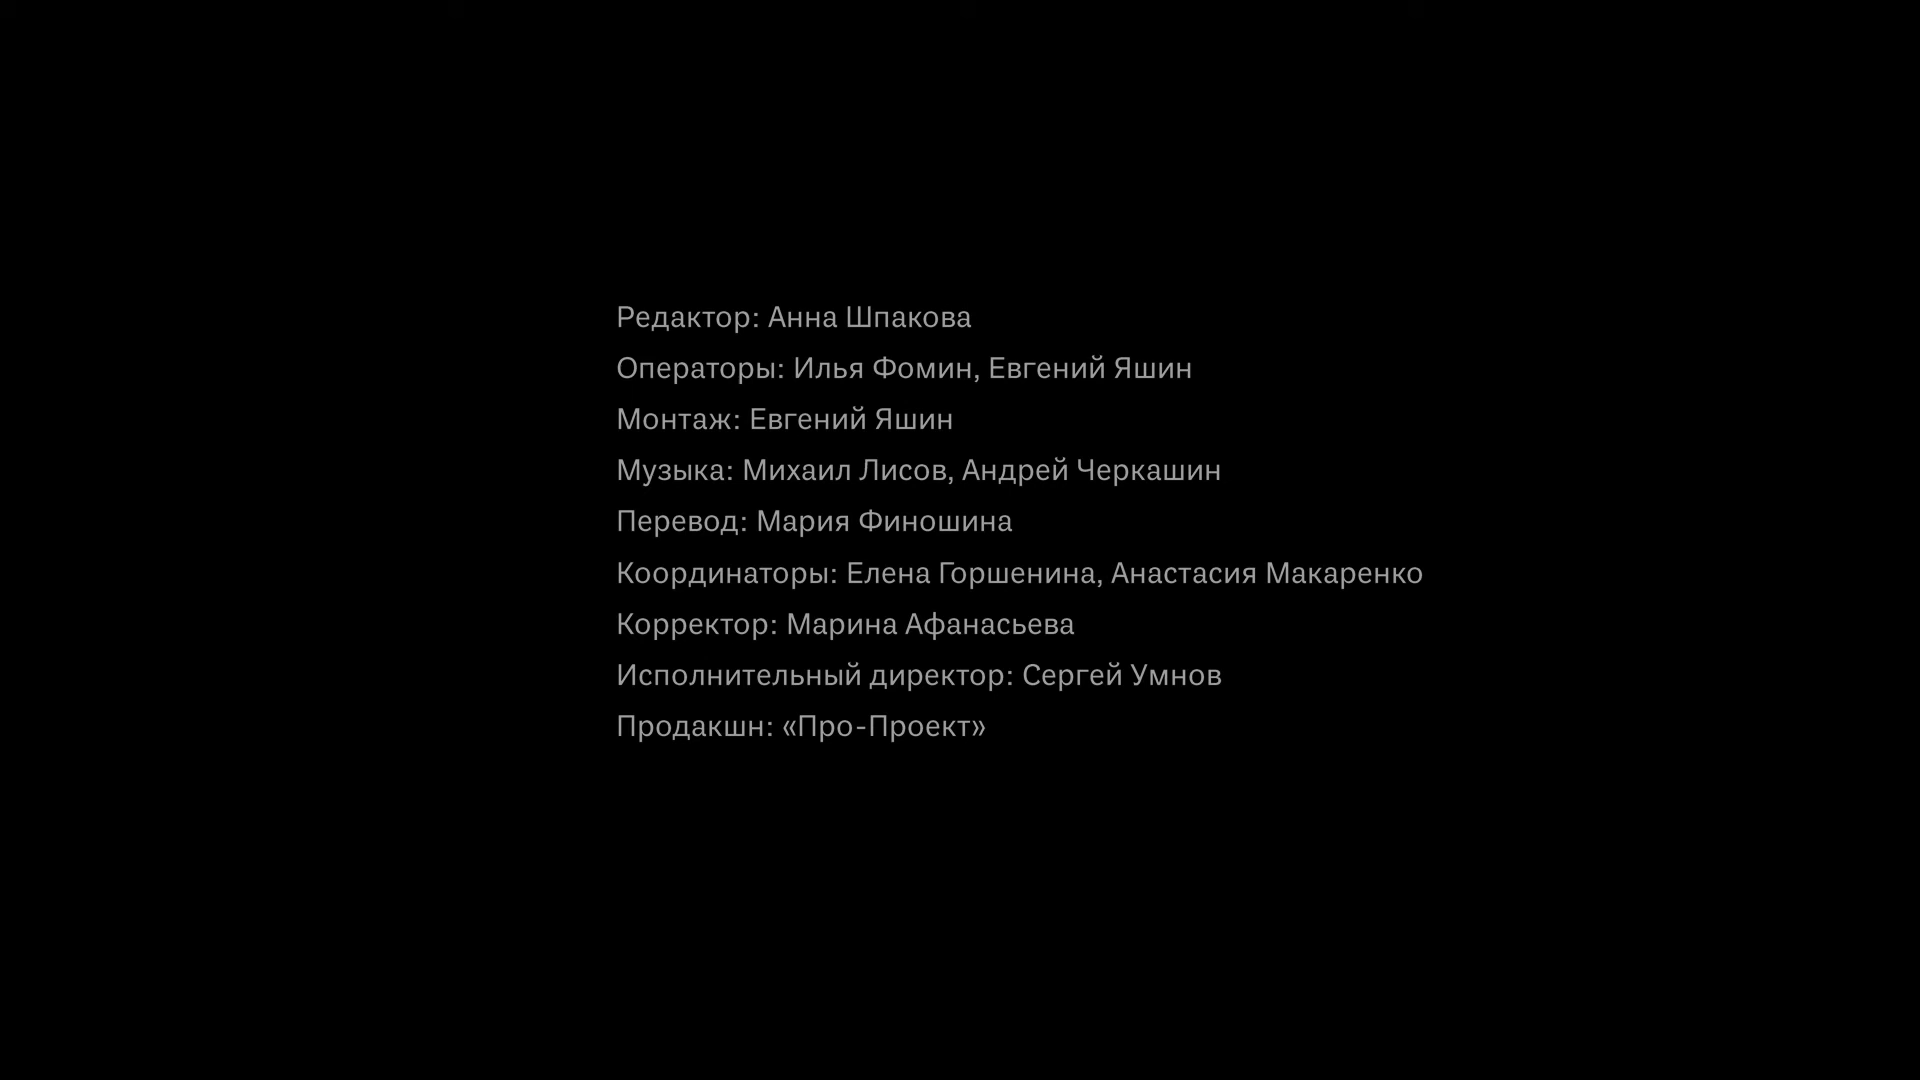 Редактор: Анна Шпакова
Операторы: Илья Фомин, Евгений Яшин
Монтаж: Евгений Яшин
Музыка: Михаил Лисов, Андрей Черкашин
Перевод: Мария Финошина
Координаторы: Елена Горшенина, Анастасия Макаренко
Корректор: Марина Афанасьева
Исполнительный директор: Сергей Умнов
Продакшн: «Про-Проект»